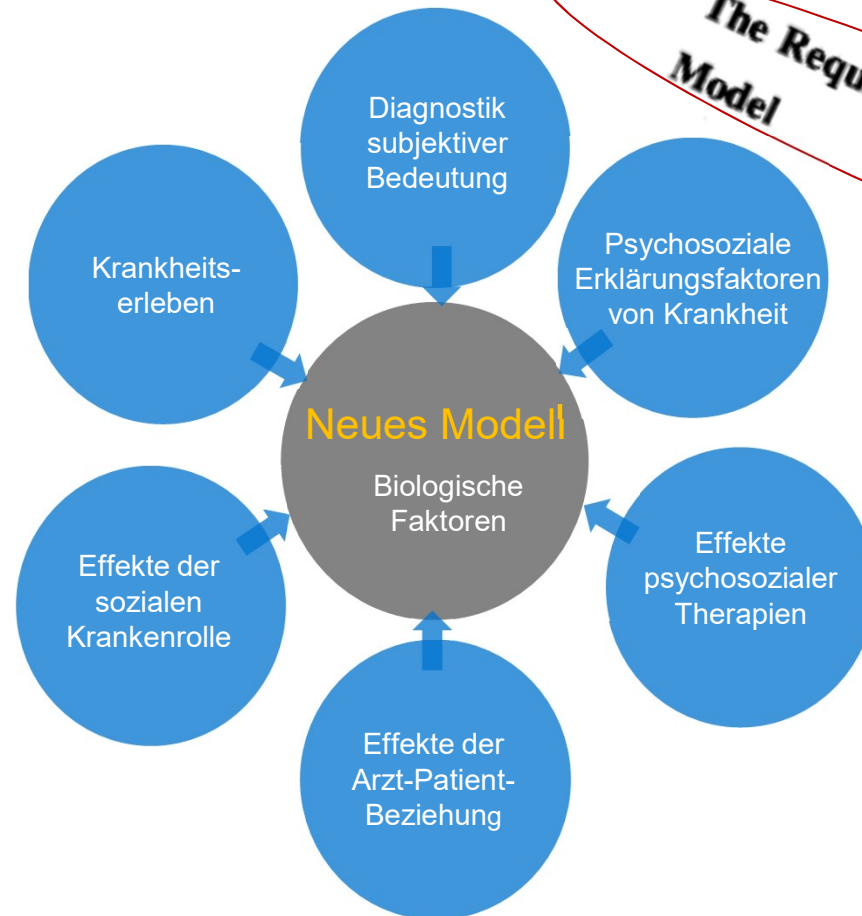 The Requ
Model
Diagnostik
subjektiver
Bedeutung
Psychosoziale
Erklärungsfaktoren
von Krankheit
Krankheits-
erleben
Neues Modell
Biologische
Faktoren
Effekte
psychosozialer
Therapien
Effekte der
sozialen
Krankenrolle
Effekte der
Arzt-Patient-
Beziehung